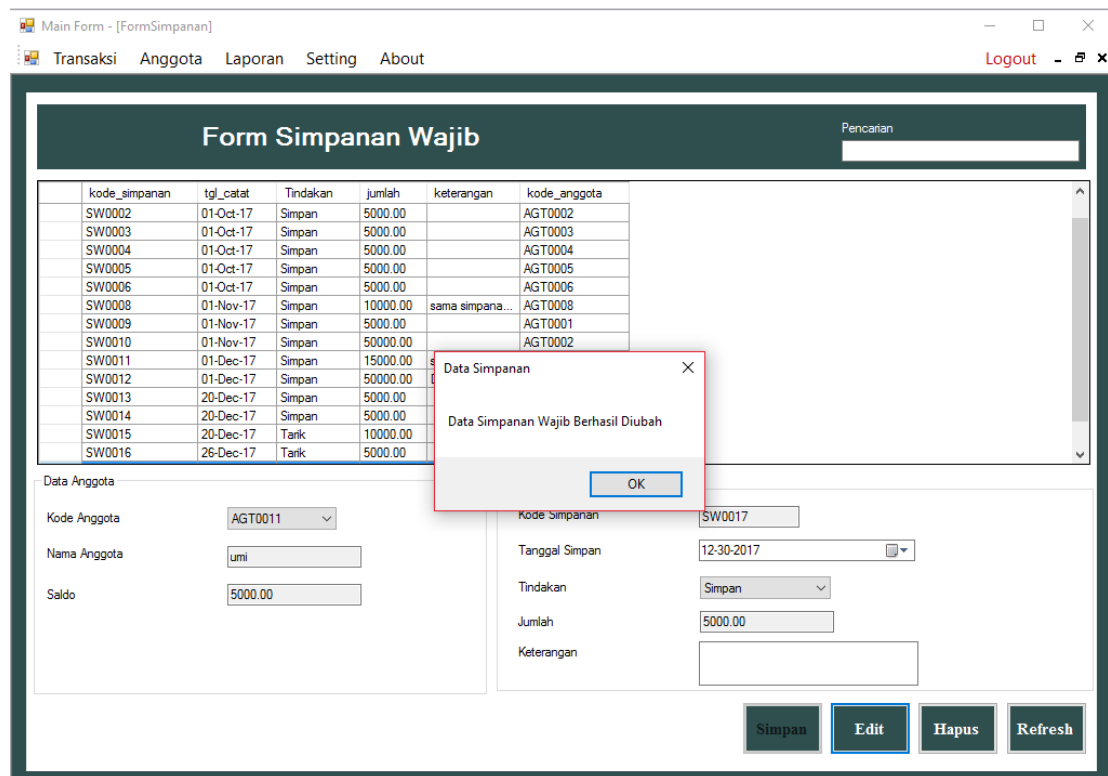 Main Form - [FormSimpanan]
Transaksi Anggota Laporan Setting About Logout
Form Simpanan Wajib
Pencarian
kode_simpanan tgl_catat Tindakan jumlah keterangan kode_anggota
SW0002 01-Oct-17 Simpan 5000.00 AGT0002
SW0003 01-Oct-17 Simpan 5000.00 AGT0003
SW0004 01-Oct-17 Simpan 5000.00 AGT0004
SW0005 01-Oct-17 Simpan 5000.00 AGT0005
SW0006 01-Oct-17 Simpan 5000.00 AGT0006
SW0008 01-Nov-17 Simpan 10000.00 sama simpana... AGT0008
SW0009 01-Nov-17 Simpan 5000.00 AGT0001
SW0010 01-Nov-17 Simpan 50000.00 AGT0002
SW0011 01-Dec-17 Simpan 15000.00
SW0012 01-Dec-17 Simpan 50000.00
SW0013 20-Dec-17 Simpan 5000.00
SW0014 20-Dec-17 Simpan 5000.00
SW0015 20-Dec-17 Tarik 10000.00
SW0016 26-Dec-17 Tarik 5000.00
Data Simpanan
Data Simpanan Wajib Berhasil Diubah
OK
Data Anggota
Kode Anggota AGT0011
Nama Anggota umi
Saldo 5000.00
Kode Simpanan SW0017
Tanggal Simpan 12-30-2017
Tindakan Simpan
Jumlah 5000.00
Keterangan
Simpan Edit Hapus Refresh